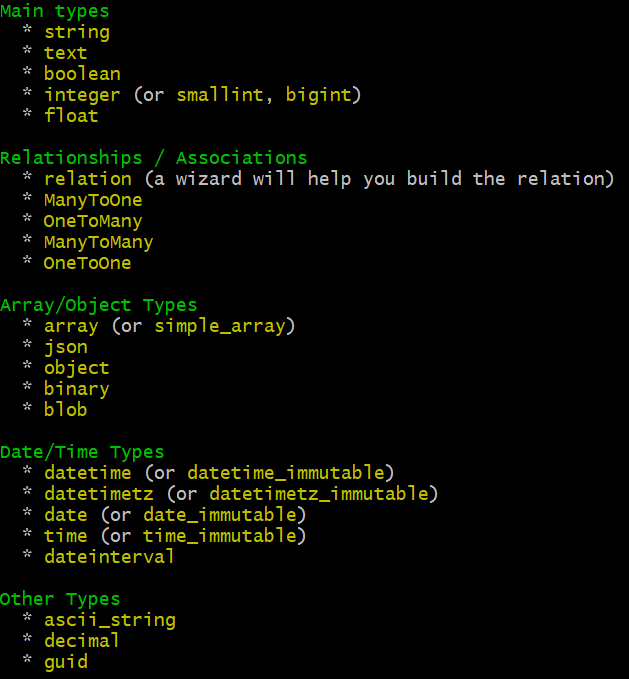 Main types
  * string
  * text
  * boolean
  * integer (or smallint, bigint)
  * float

Relationships / Associations
  * relation (a wizard will help you build the relation)
  * ManyToOne
  * OneToMany
  * ManyToMany
  * OneToOne

Array/Object Types
  * array (or simple_array)
  * json
  * object
  * binary
  * blob

Date/Time Types
  * datetime (or datetime_immutable)
  * datetimetz (or datetimetz_immutable)
  * date (or date_immutable)
  * time (or time_immutable)
  * dateinterval

Other Types
  * ascii_string
  * decimal
  * guid